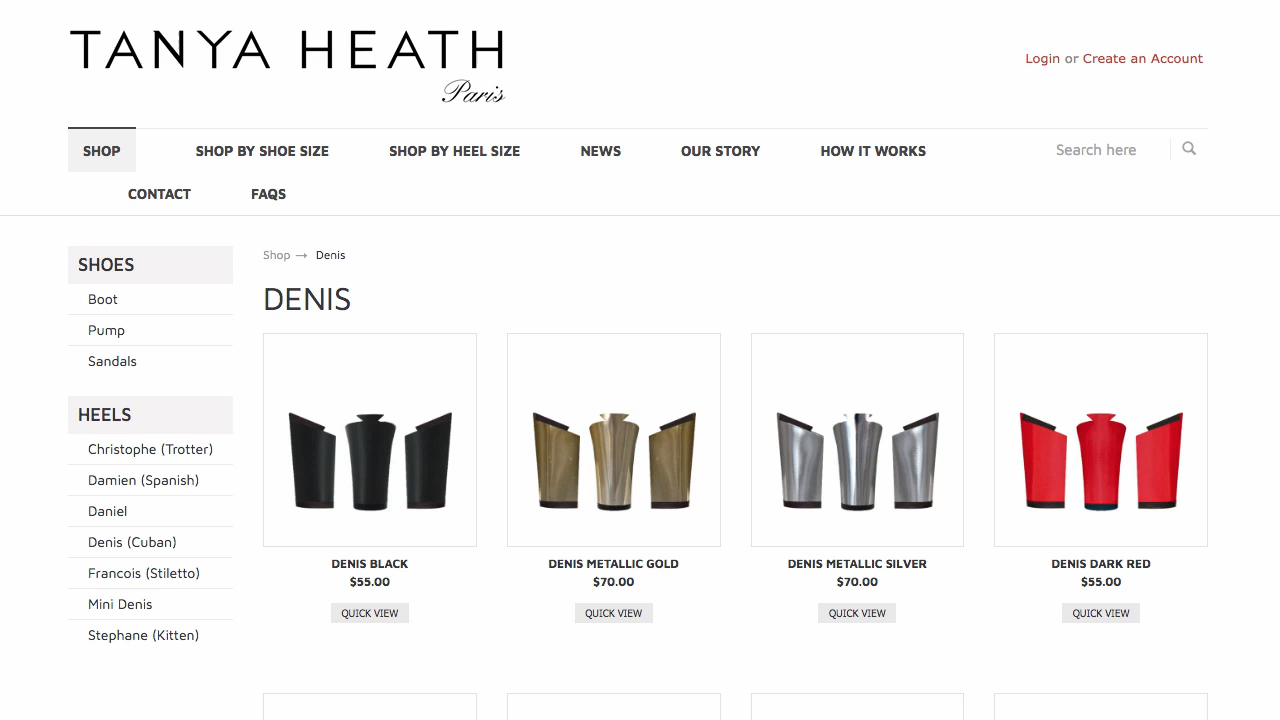 TANYA HEATH
Paris
Login or Create an Account
SHOP SHOP BY SHOE SIZE SHOP BY HEEL SIZE NEWS OUR STORY HOW IT WORKS
Search here
CONTACT FAQS
SHOES
Boot
Pump
Sandals
HEELS
Christophe (Trotter)
Damien (Spanish)
Daniel
Denis (Cuban)
Francois (Stiletto)
Mini Denis
Stephane (Kitten)
Shop → Denis
DENIS
DENIS BLACK
$55.00
QUICK VIEW
DENIS METALLIC GOLD
$70.00
QUICK VIEW
DENIS METALLIC SILVER
$70.00
QUICK VIEW
DENIS DARK RED
$55.00
QUICK VIEW